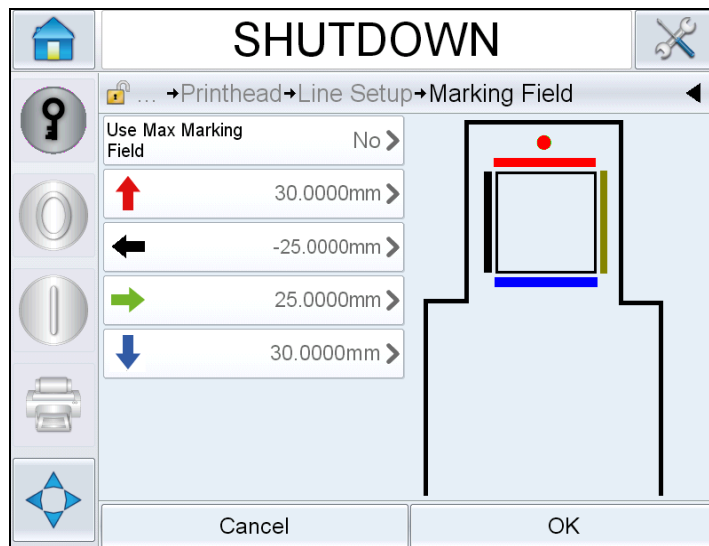 SHUTDOWN
... →Printhead→Line Setup→Marking Field
Use Max Marking
Field
No
30.0000mm
-25.0000mm
25.0000mm
30.0000mm
Cancel
OK